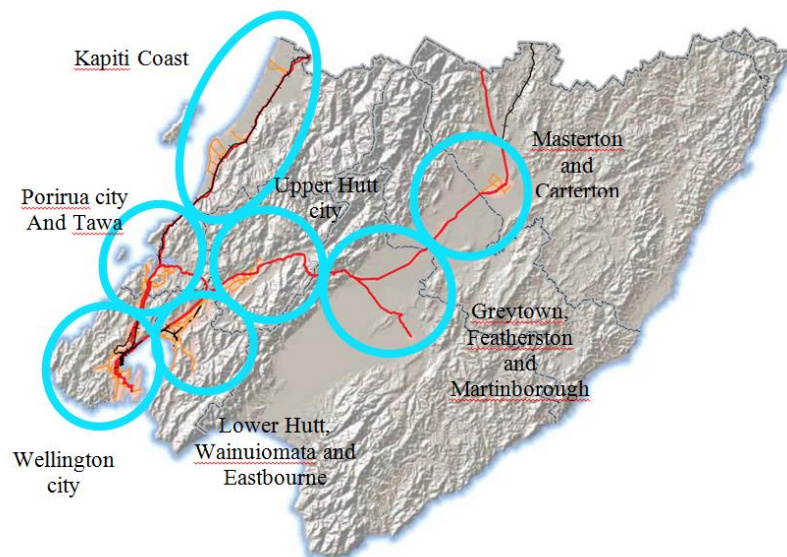 Kapiti Coast
Porirua city
And Tawa
Upper Hutt
city
Masterton
and
Carterton
Greytown,
Featherston
and
Martinborough
Lower Hutt,
Wainuiomata and
Eastbourne
Wellington
city